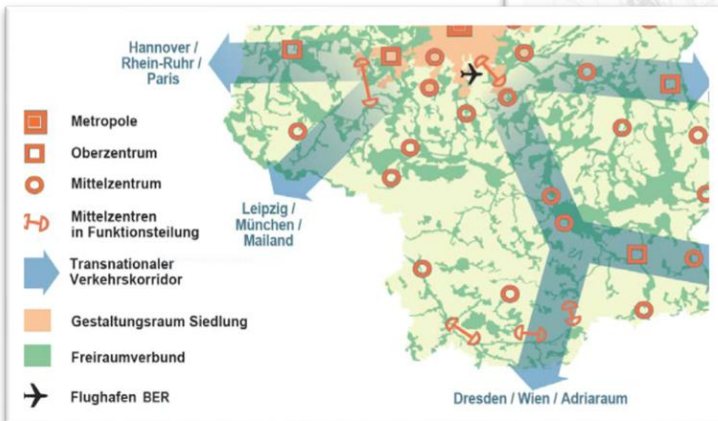 Hannover /
Rhein-Ruhr /
Paris
Metropole
Oberzentrum
Mittelzentrum
Mittelzentren
in Funktionsteilung
Transnationaler
Verkehrskorridor
Gestaltungsraum Siedlung
Freiraumverbund
Flughafen BER
Leipzig /
München /
Mailand
Dresden / Wien / Adriaraum